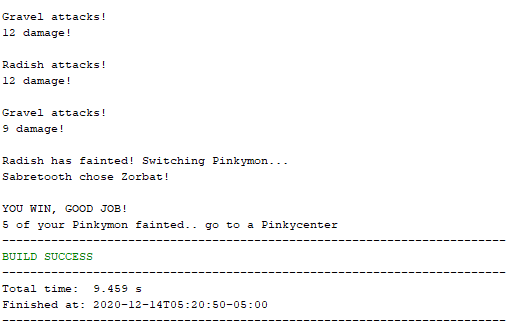 Gravel attacks!
12 damage!
Radish attacks!
12 damage!
Gravel attacks!
9 damage!
Radish has fainted! Switching Pinkymon...
Sabretooth chose Zorbat!
YOU WIN, GOOD JOB!
5 of your Pinkymon fainted.. go to a Pinkycenter
------------------------------------------------------------------------
BUILD SUCCESS
------------------------------------------------------------------------
Total time:  9.459 s
Finished at: 2020-12-14T05:20:50-05:00
------------------------------------------------------------------------